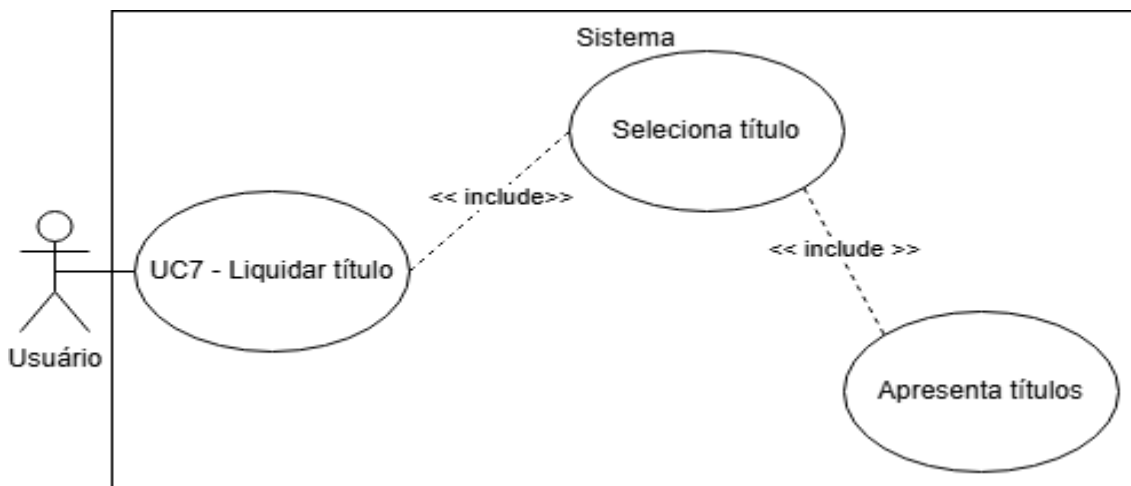 Sistema
Seleciona título
<< include>>
<< include >>
UC7 - Liquidar título
Usuário
Apresenta títulos